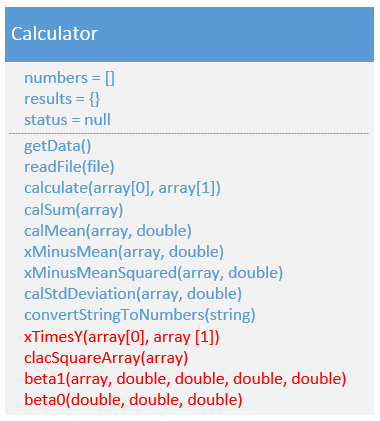 Calculator
numbers = []
results = {}
status = null
getData()
readFile(file)
calculate(array[0], array[1])
calSum(array)
calMean(array, double)
xMinusMean(array, double)
xMinusMeanSquared(array, double)
calStdDeviation(array, double)
convertStringToNumbers(string)
xTimesY(array[0], array [1])
clacSquareArray(array)
beta1(array, double, double, double, double)
beta0(double, double, double)